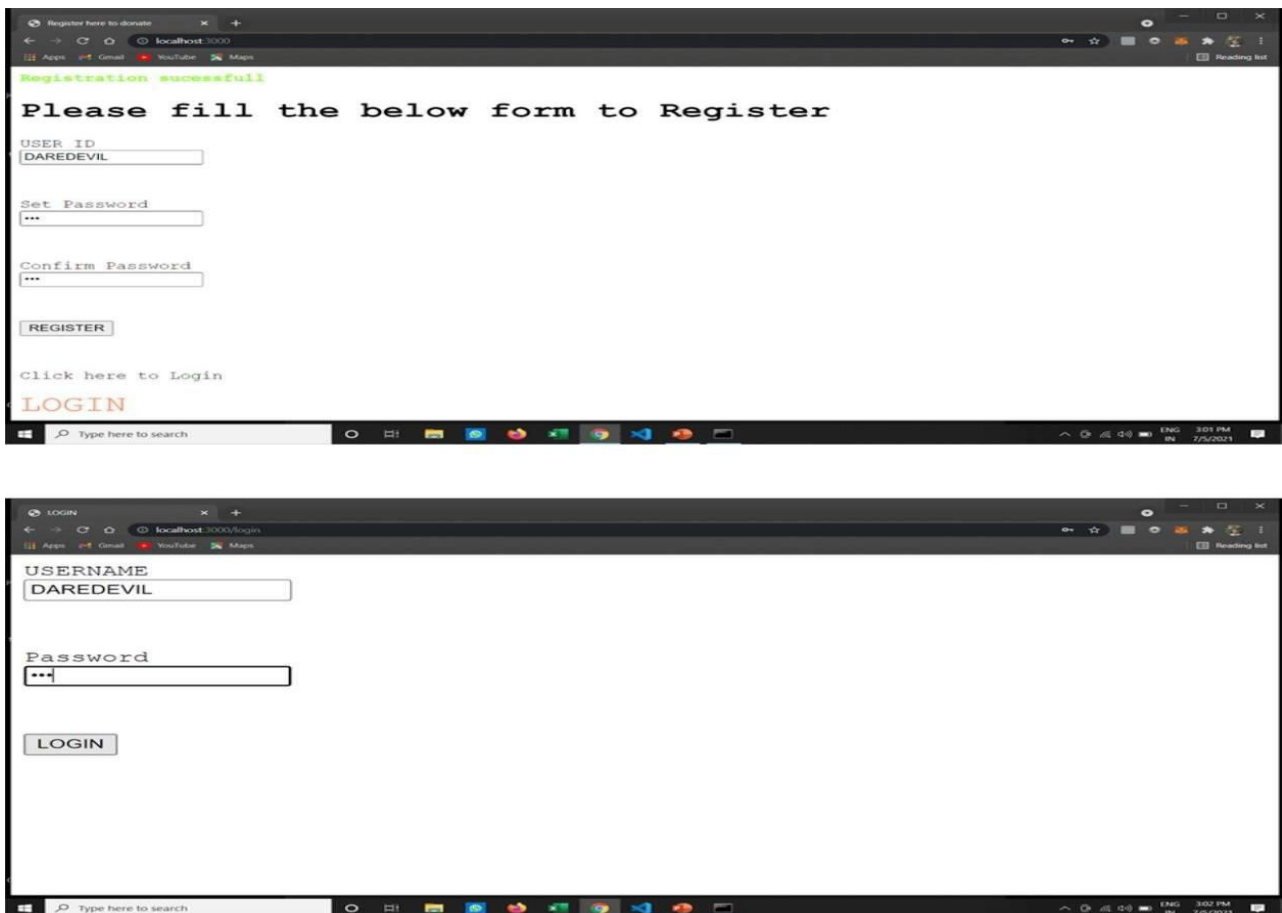 Register here to donate
localhost:3000
Apps Gmail YouTube Maps Reading list
Registration sucessfull
Please fill the below form to Register
USER ID
DAREDEVIL
Set Password
•••
Confirm Password
•••
REGISTER
Click here to Login
LOGIN
Type here to search ENG 3:01 PM
IN 7/5/2021
LOGIN
localhost:3000/login
Apps Gmail YouTube Maps Reading list
USERNAME
DAREDEVIL
Password
•••
LOGIN
Type here to search ENG 3:02 PM
IN 7/5/2021